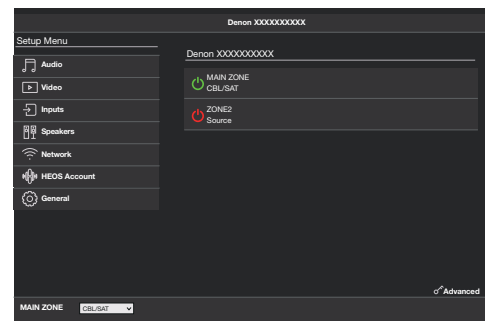 Denon XXXXXXXXXX
Setup Menu
Audio
Video
Inputs
Speakers
Network
HEOS Account
General
Denon XXXXXXXXXX
MAIN ZONE
CBL/SAT
ZONE2
Source
Advanced
MAIN ZONE CBL/SAT